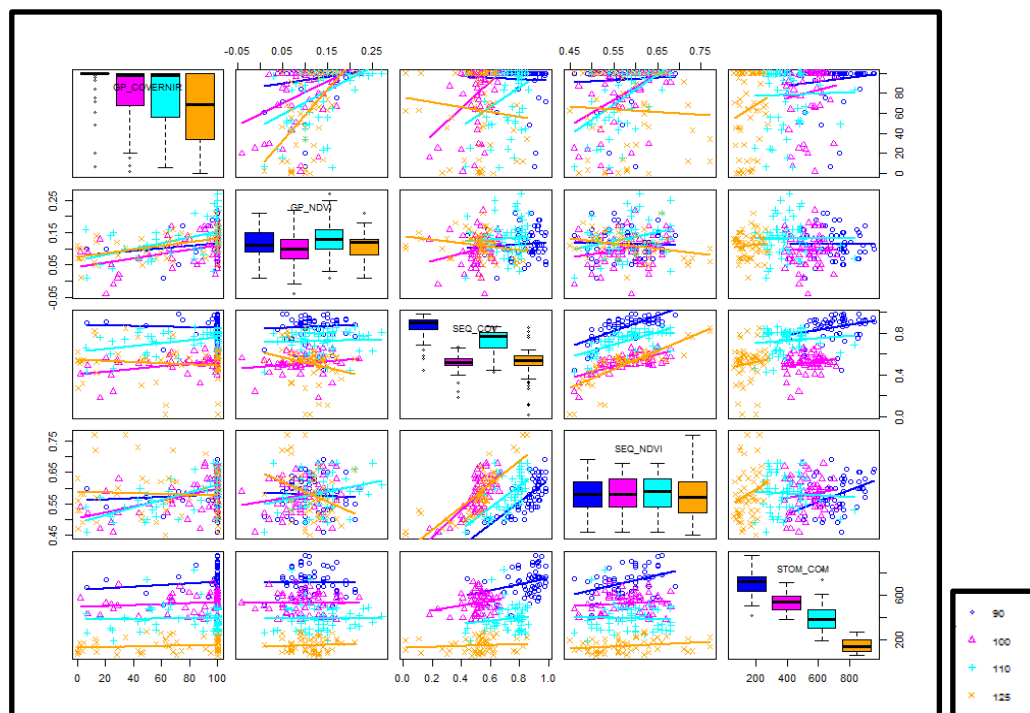 -0.05 0.05 0.15 0.25 0.45 0.55 0.65 0.75
GP_COVERNIR
0 20 40 60 80
GP_NDVI
-0.05 0.05 0.15 0.25
SEQ_COV
0.0 0.4 0.8
SEQ_NDVI
0.45 0.55 0.65 0.75
STOM_COM
200 600
0 20 40 60 80 100 0.0 0.2 0.4 0.6 0.8 1.0 200 400 600 800
90
100
110
125